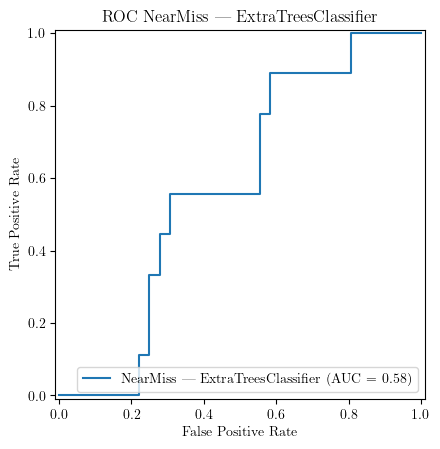 ROC NearMiss — ExtraTreesClassifier
1.0
0.8
0.6
0.4
0.2
0.0
True Positive Rate
NearMiss — ExtraTreesClassifier (AUC = 0.58)
0.0 0.2 0.4 0.6 0.8 1.0
False Positive Rate